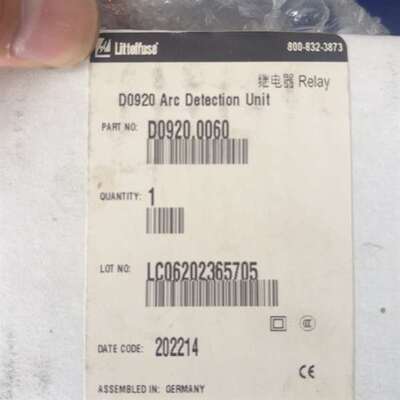 Littelfuse® 800-832-3873
继电器 Relay
D0920 Arc Detection Unit
PART NO: D0920.0060
QUANTITY: 1
LOT NO: LC06202365705
DATE CODE: 202214
CE
ASSEMBLED IN: GERMANY